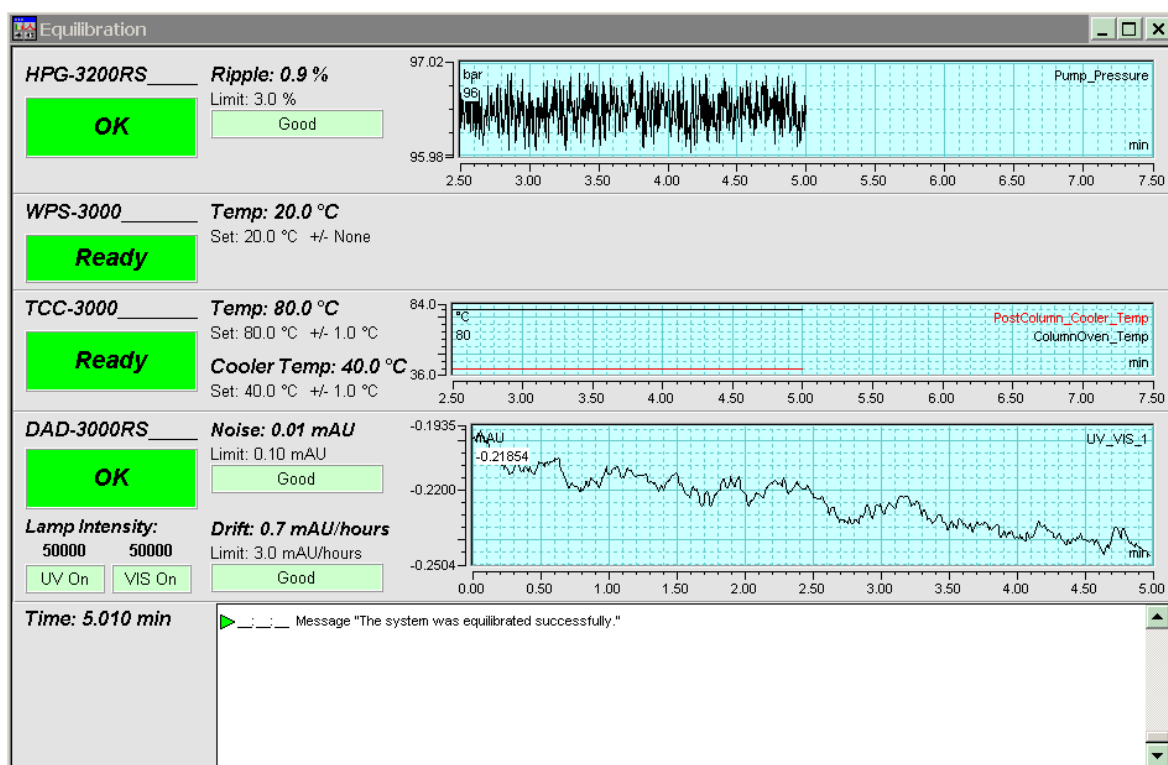 Equilibration
HPG-3200RS_____
OK
Ripple: 0.9 %
Limit: 3.0 %
Good
97.02
95.98
bar
96
Pump_Pressure
min
2.50 3.00 3.50 4.00 4.50 5.00 5.50 6.00 6.50 7.00 7.50
WPS-3000_______
Ready
Temp: 20.0 °C
Set: 20.0 °C +/- None
TCC-3000_______
Ready
Temp: 80.0 °C
Set: 80.0 °C +/- 1.0 °C
Cooler Temp: 40.0 °C
Set: 40.0 °C +/- 1.0 °C
84.0
36.0
°C
80
PostColumn_Cooler_Temp
ColumnOven_Temp
min
2.50 3.00 3.50 4.00 4.50 5.00 5.50 6.00 6.50 7.00 7.50
DAD-3000RS____
OK
Lamp Intensity:
50000 50000
UV On VIS On
Noise: 0.01 mAU
Limit: 0.10 mAU
Good
Drift: 0.7 mAU/hours
Limit: 3.0 mAU/hours
Good
-0.1935
-0.2200
-0.2504
mAU
-0.21854
UV_VIS_1
min
0.00 0.50 1.00 1.50 2.00 2.50 3.00 3.50 4.00 4.50 5.00
Time: 5.010 min
__:__:__ Message "The system was equilibrated successfully."